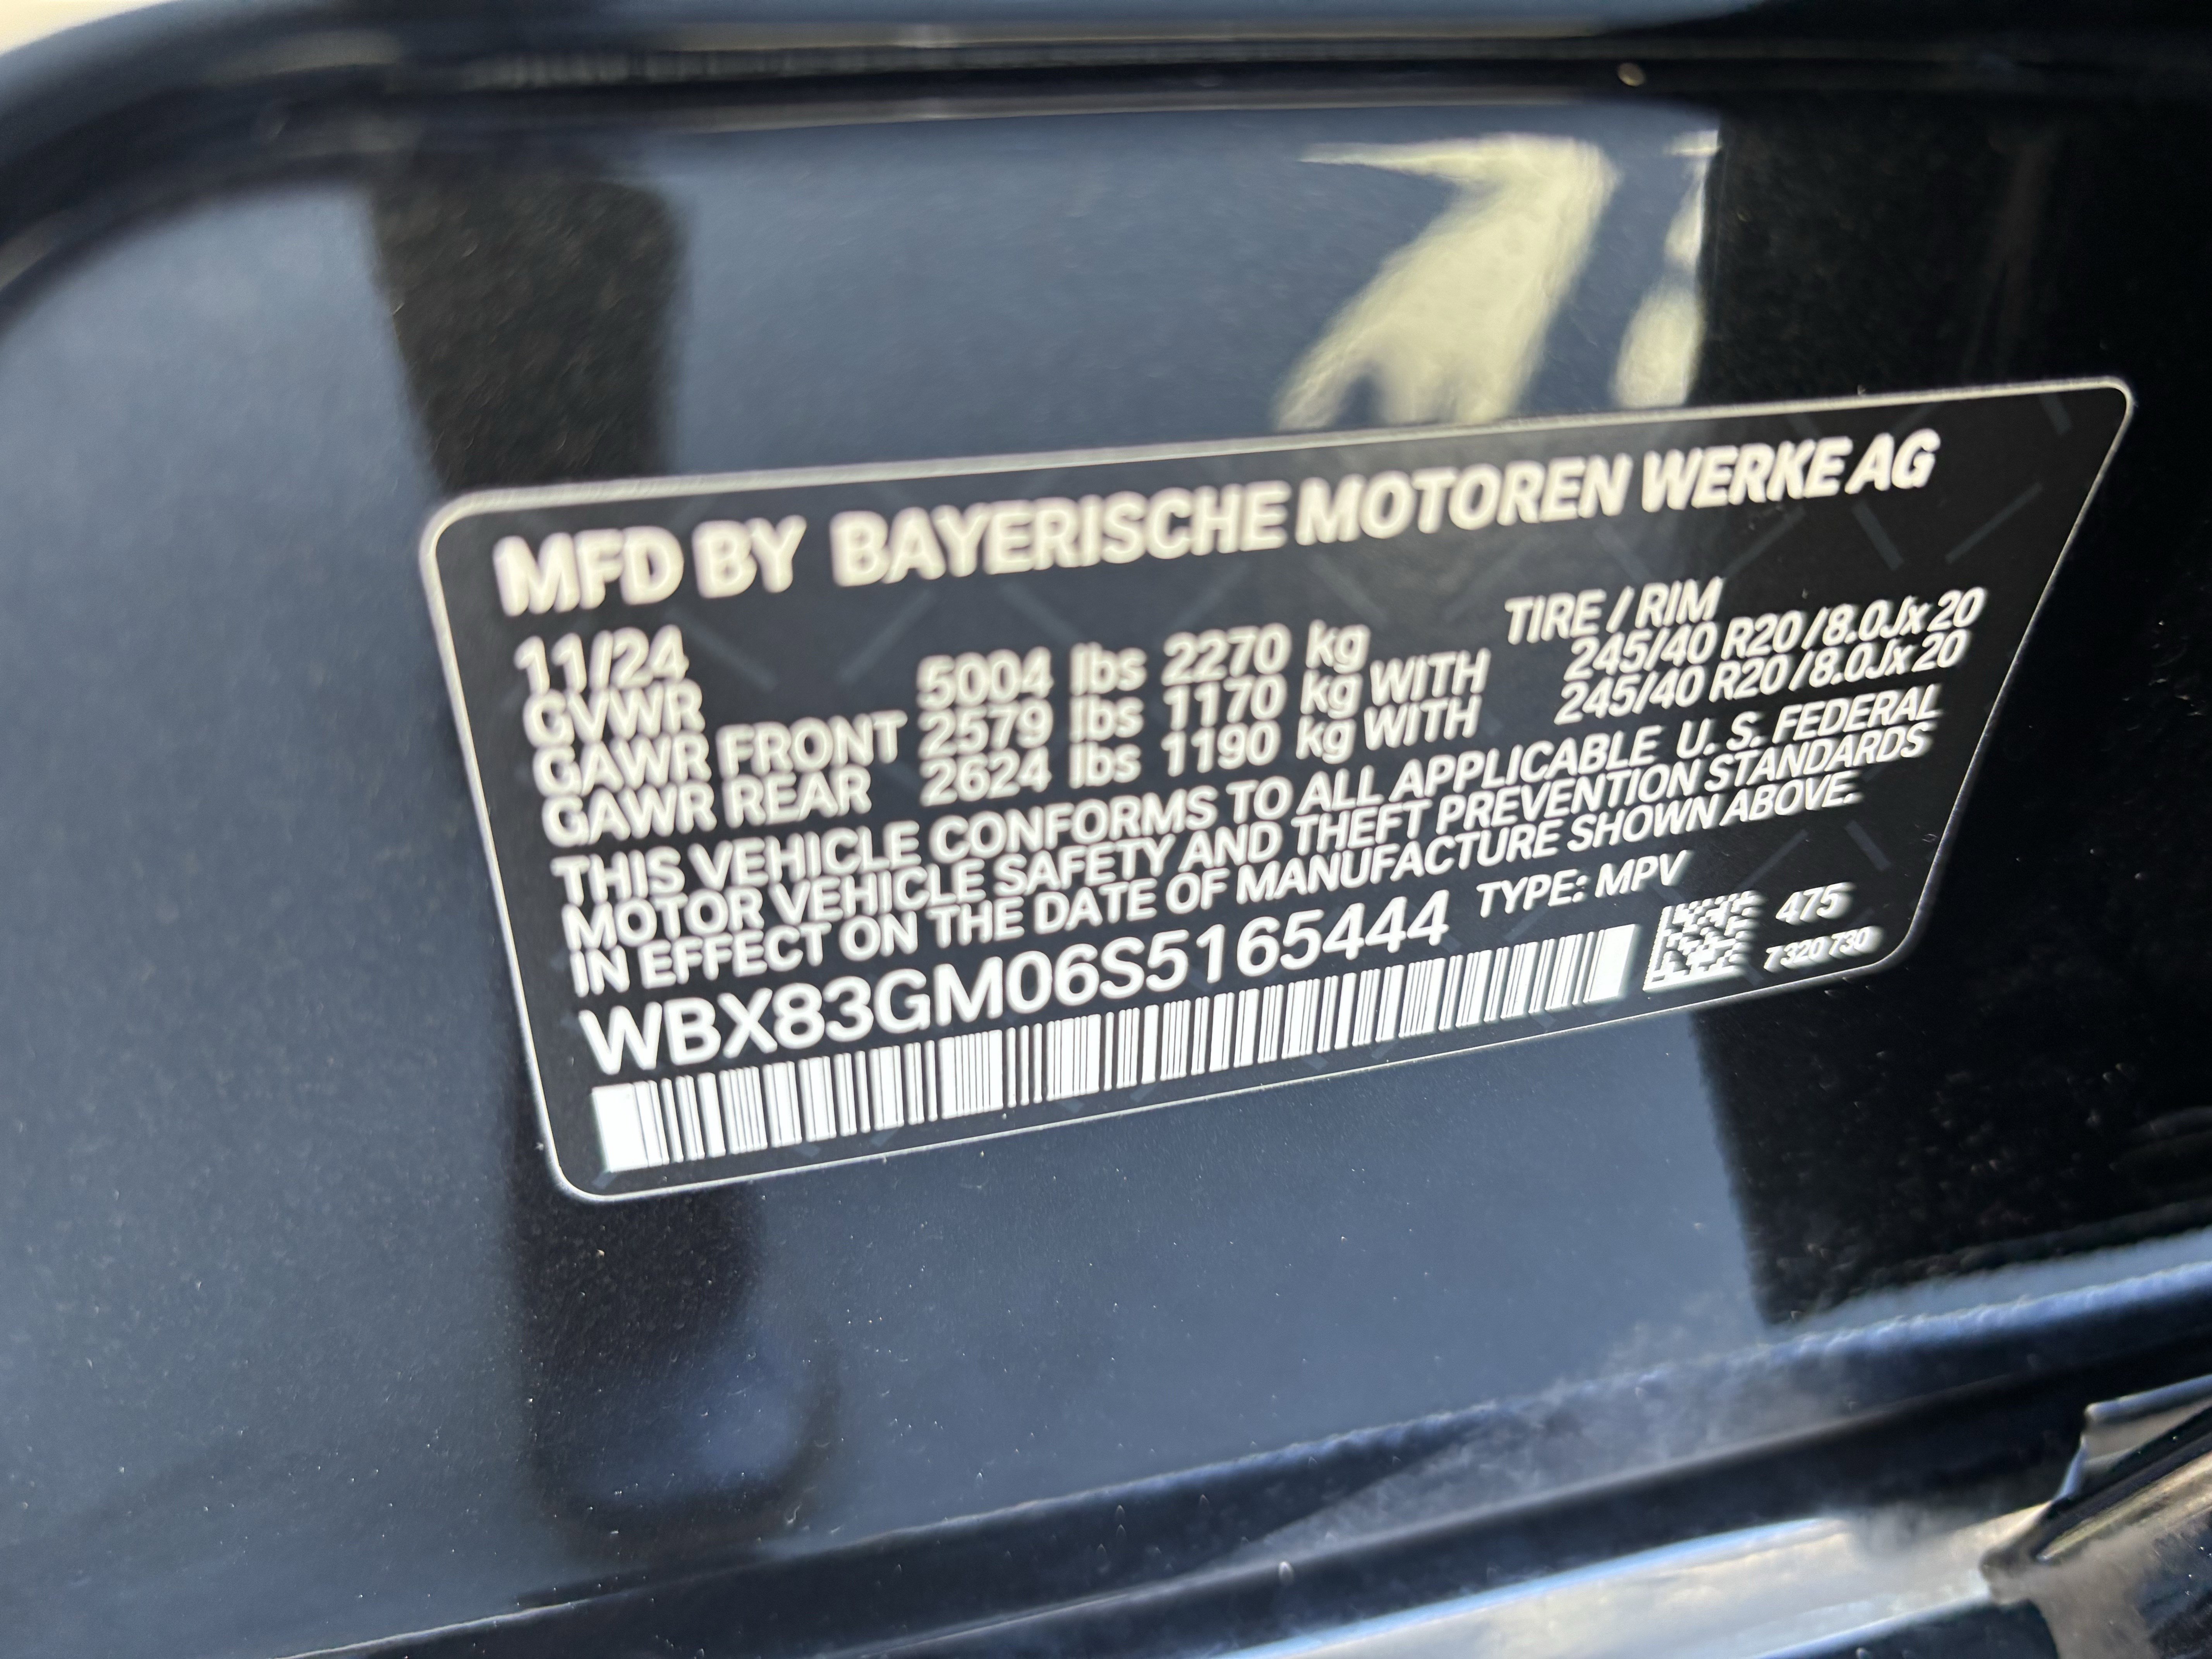 MFD BY BAYERISCHE MOTOREN WERKE AG
11/24 TIRE / RIM
GVWR 5004 lbs 2270 kg
GAWR FRONT 2579 lbs 1170 kg WITH 245/40 R20 / 8.0Jx20
GAWR REAR 2624 lbs 1190 kg WITH 245/40 R20 / 8.0Jx20
THIS VEHICLE CONFORMS TO ALL APPLICABLE U. S. FEDERAL
MOTOR VEHICLE SAFETY AND THEFT PREVENTION STANDARDS
IN EFFECT ON THE DATE OF MANUFACTURE SHOWN ABOVE.
WBX83GM06S5165444 TYPE: MPV
475
7 320 730